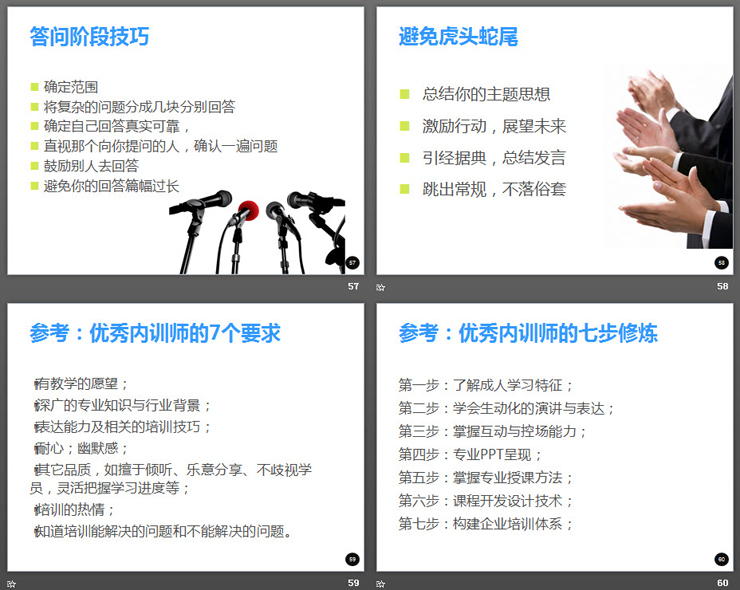 答问阶段技巧
确定范围
将复杂的问题分成几块分别回答
确定自己回答真实可靠，
直视那个向你提问的人，确认一遍问题
鼓励别人去回答
避免你的回答篇幅过长
57
57
避免虎头蛇尾
总结你的主题思想
激励行动，展望未来
引经据典，总结发言
跳出常规，不落俗套
58
58
参考：优秀内训师的7个要求
有教学的愿望；
深广的专业知识与行业背景；
表达能力及相关的培训技巧；
耐心；幽默感；
其它品质，如擅于倾听、乐意分享、不歧视学
员，灵活把握学习进度等；
培训的热情；
知道培训能解决的问题和不能解决的问题。
59
59
参考：优秀内训师的七步修炼
第一步：了解成人学习特征；
第二步：学会生动化的演讲与表达；
第三步：掌握互动与控场能力；
第四步：专业PPT呈现；
第五步：掌握专业授课方法；
第六步：课程开发设计技术；
第七步：构建企业培训体系；
60
60